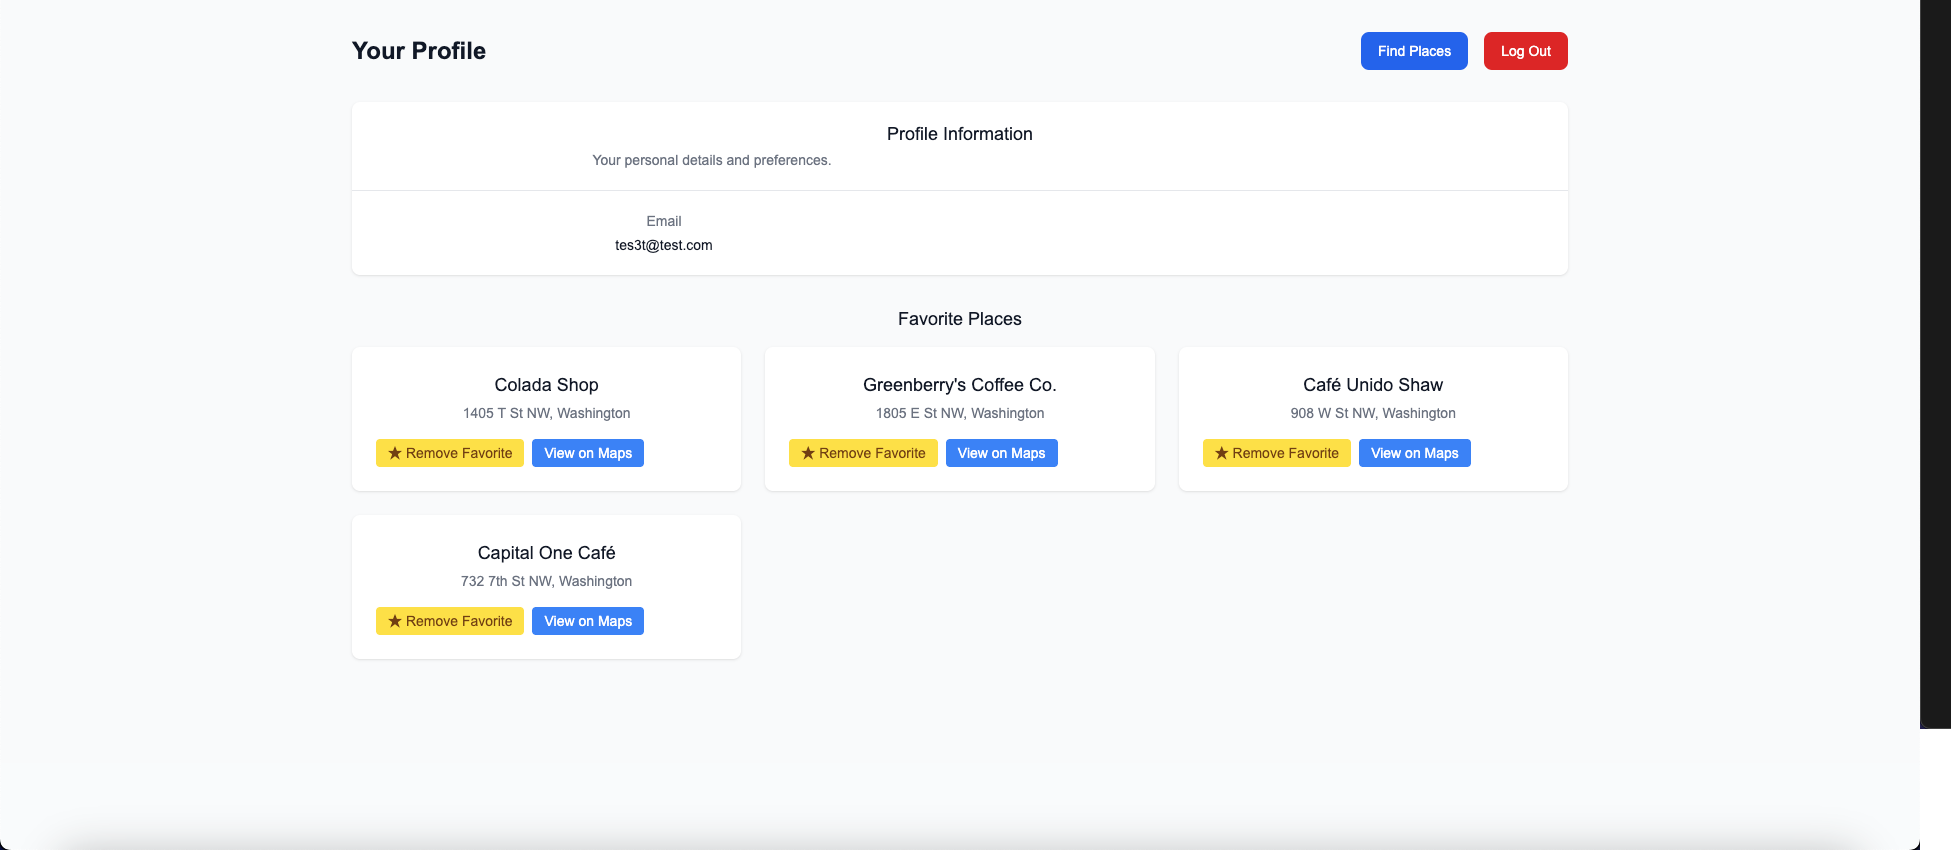 Your Profile
Find Places
Log Out
Profile Information
Your personal details and preferences.
Email
tes3t@test.com
Favorite Places
Colada Shop
1405 T St NW, Washington
★ Remove Favorite
View on Maps
Greenberry's Coffee Co.
1805 E St NW, Washington
★ Remove Favorite
View on Maps
Café Unido Shaw
908 W St NW, Washington
★ Remove Favorite
View on Maps
Capital One Café
732 7th St NW, Washington
★ Remove Favorite
View on Maps